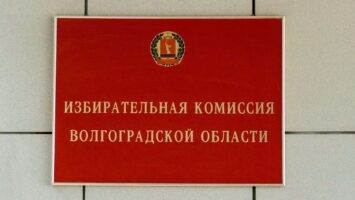 ИЗБИРАТЕЛЬНАЯ КОМИССИЯ
ВОЛГОГРАДСКОЙ ОБЛАСТИ